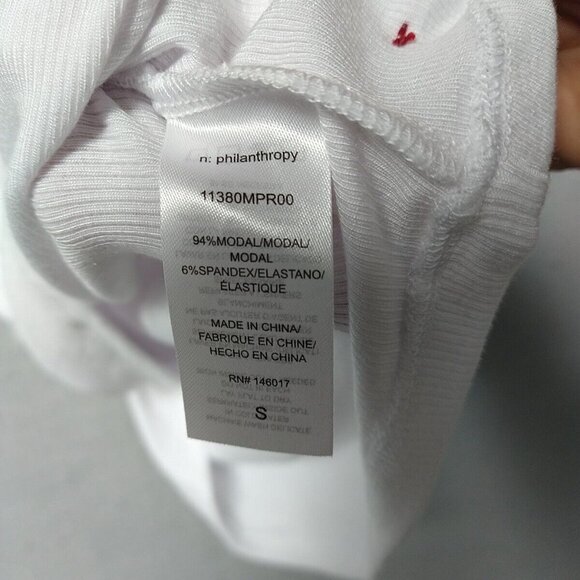 n: philanthropy
11380MPR00
94%MODAL/MODAL/
MODAL
6%SPANDEX/ELASTANO/
ÉLASTIQUE
MADE IN CHINA/
FABRIQUE EN CHINE/
HECHO EN CHINA
RN# 146017
S